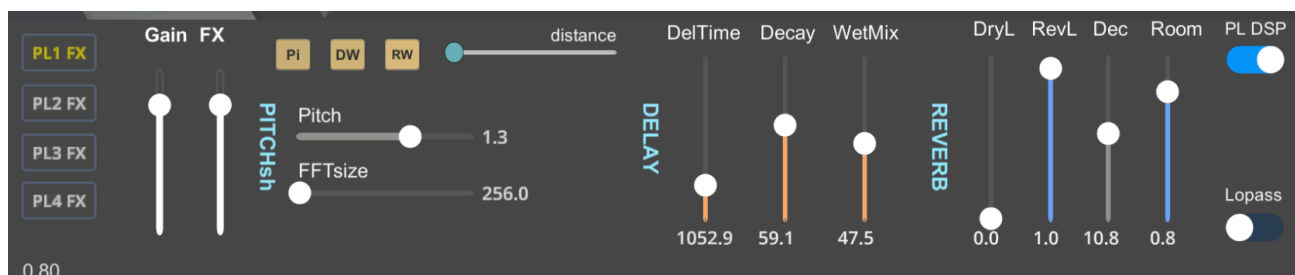 PL1 FX
PL2 FX
PL3 FX
PL4 FX
0.80
Gain FX
PITCHsh
Pi DW RW
distance
Pitch
1.3
FFTsize
256.0
DELAY
DelTime Decay WetMix
1052.9 59.1 47.5
REVERB
DryL RevL Dec Room
0.0 1.0 10.8 0.8
PL DSP
Lopass